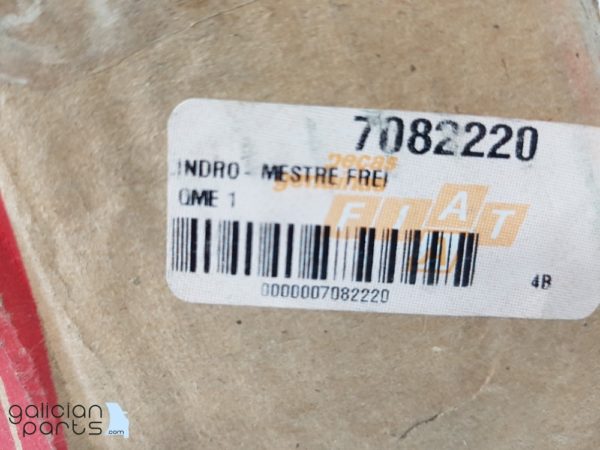 7082220
INDRO - MESTRE FREI
peças
genuínas
QME 1
FIAT
0000007082220
4B
galician
parts.com